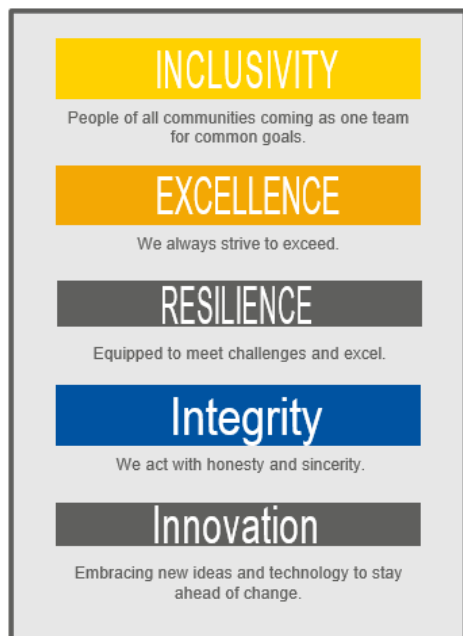 INCLUSIVITY
People of all communities coming as one team
for common goals.
EXCELLENCE
We always strive to exceed.
RESILIENCE
Equipped to meet challenges and excel.
Integrity
We act with honesty and sincerity.
Innovation
Embracing new ideas and technology to stay
ahead of change.